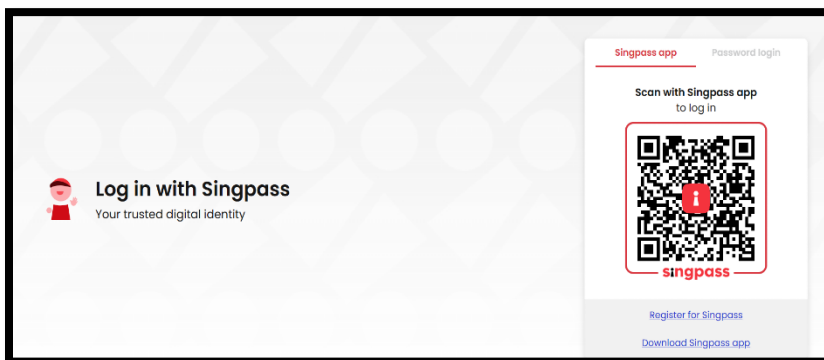 Singpass app
Password login
Scan with Singpass app
to log in
Log in with Singpass
Your trusted digital identity
singpass
Register for Singpass
Download Singpass app